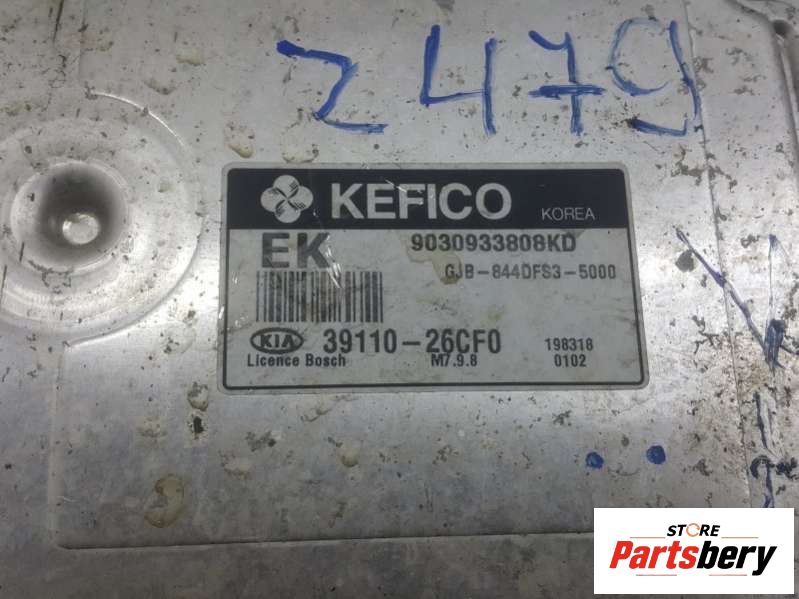 2479
KEFICO KOREA
EK 9030933808KD
GJB-844DFS3-5000
KIA 39110-26CF0 198318
Licence Bosch M7.9.8 0102
STORE
Partsbery